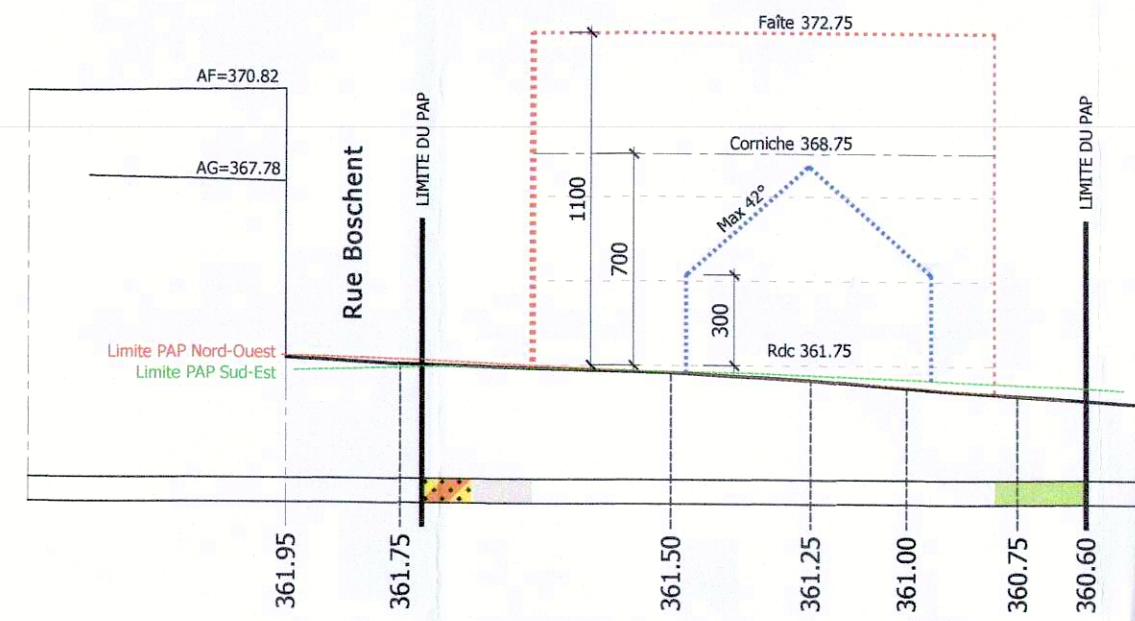 Faîte 372.75
AF=370.82
LIMITE DU PAP
LIMITE DU PAP
Corniche 368.75
AG=367.78
Rue Boschent
1100
700
Max 42°
300
Rdc 361.75
Limite PAP Nord-Ouest
Limite PAP Sud-Est
361.95
361.75
361.50
361.25
361.00
360.75
360.60